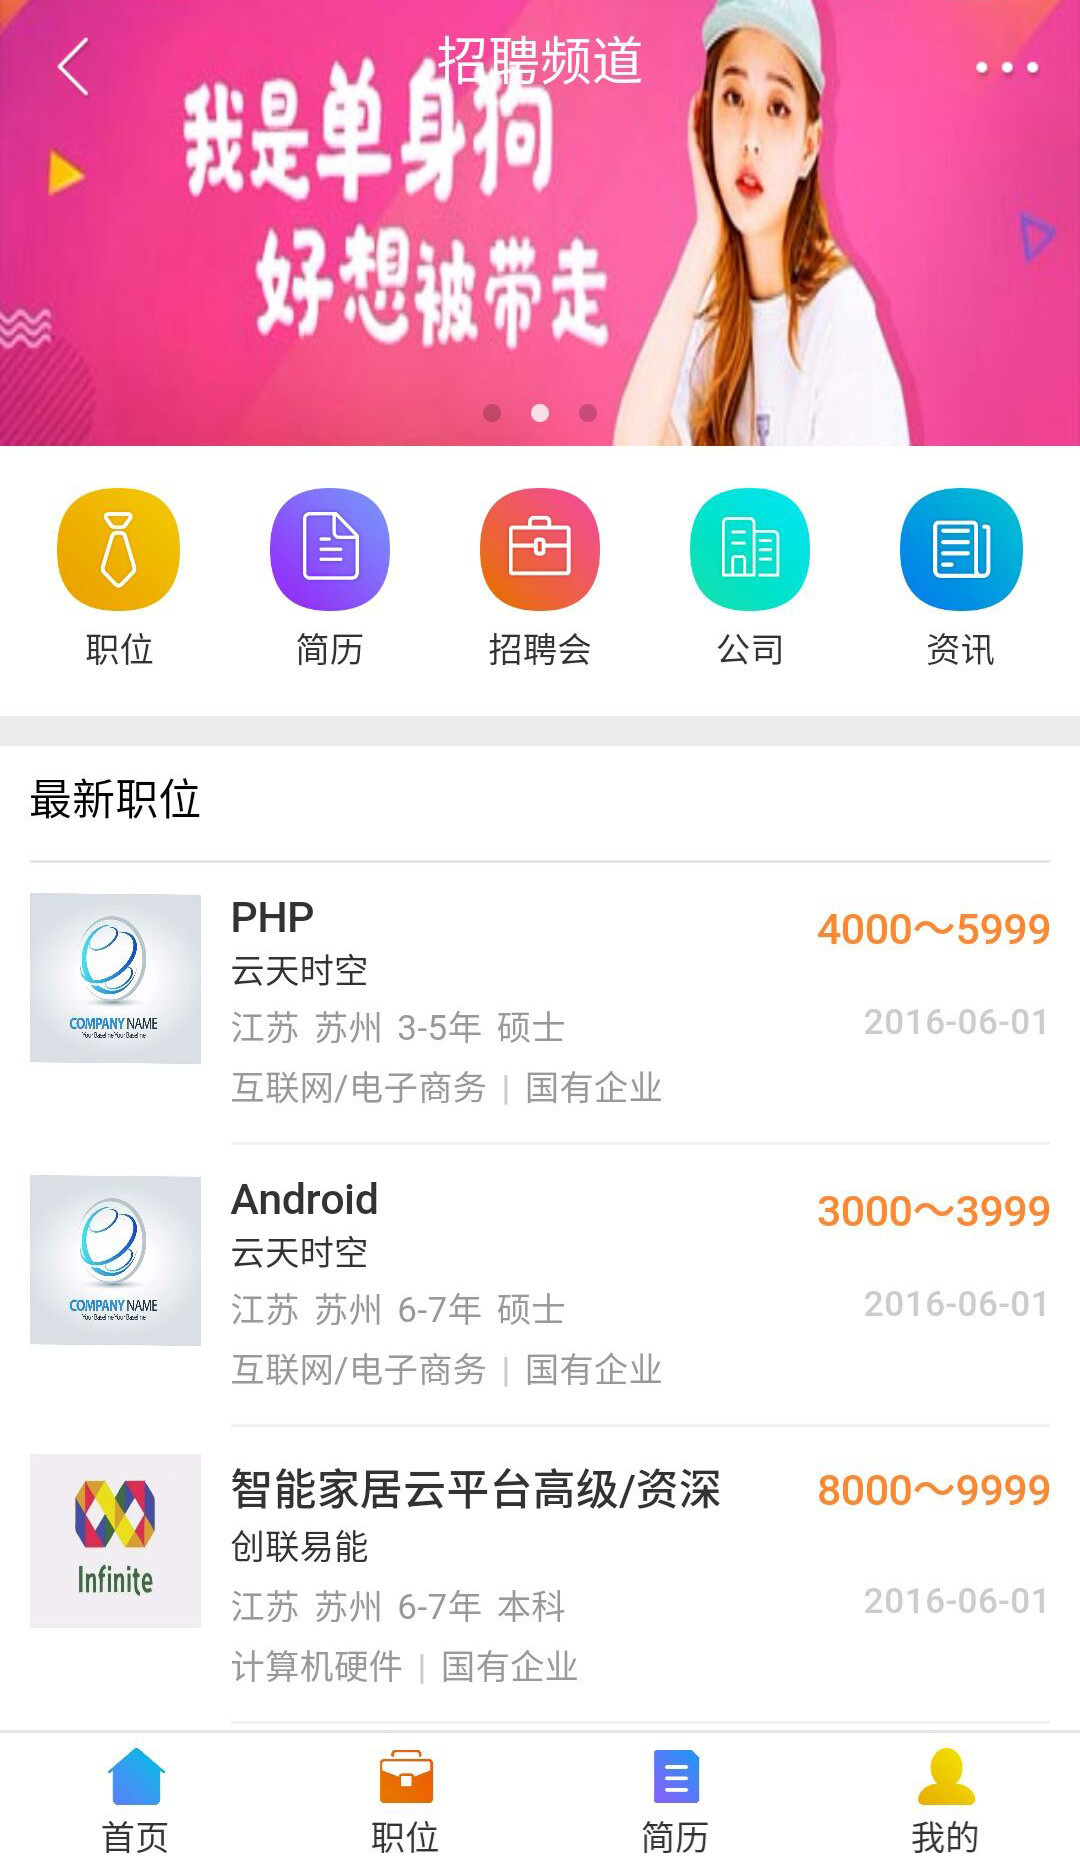 招聘频道
我是单身狗
好想被带走
职位 简历 招聘会 公司 资讯
最新职位
PHP
4000～5999
云天时空
江苏 苏州 3-5年 硕士
2016-06-01
互联网/电子商务 | 国有企业
COMPANY NAME
Android
3000～3999
云天时空
江苏 苏州 6-7年 硕士
2016-06-01
互联网/电子商务 | 国有企业
COMPANY NAME
智能家居云平台高级/资深
8000～9999
创联易能
江苏 苏州 6-7年 本科
2016-06-01
计算机硬件 | 国有企业
Infinite
首页 职位 简历 我的